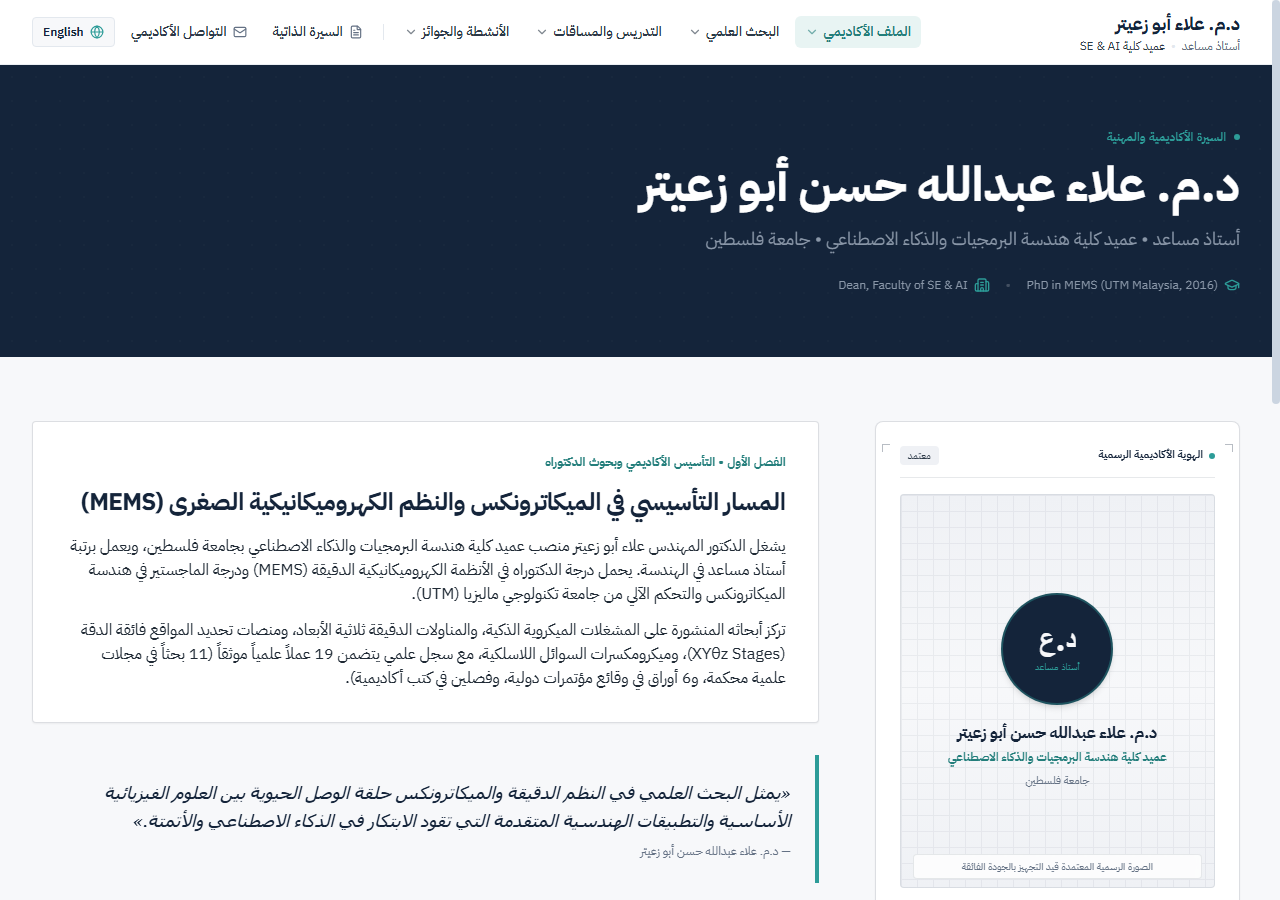 د.م. علاء أبو زعيتر
أستاذ مساعد • عميد كلية SE & AI
الملف الأكاديمي
البحث العلمي
التدريس والمساقات
الأنشطة والجوائز
السيرة الذاتية
التواصل الأكاديمي
English
السيرة الأكاديمية والمهنية
د.م. علاء عبدالله حسن أبو زعيتر
أستاذ مساعد • عميد كلية هندسة البرمجيات والذكاء الاصطناعي • جامعة فلسطين
PhD in MEMS (UTM Malaysia, 2016) • Dean, Faculty of SE & AI
الهوية الأكاديمية الرسمية
معتمد
د.ع
أستاذ مساعد
د.م. علاء عبدالله حسن أبو زعيتر
عميد كلية هندسة البرمجيات والذكاء الاصطناعي
جامعة فلسطين
الصورة الرسمية المعتمدة قيد التجهيز بالجودة الفائقة
الفصل الأول • التأسيس الأكاديمي وبحوث الدكتوراه
المسار التأسيسي في الميكاترونكس والنظم الكهروميكانيكية الصغرى (MEMS)
يشغل الدكتور المهندس علاء أبو زعيتر منصب عميد كلية هندسة البرمجيات والذكاء الاصطناعي بجامعة فلسطين، ويعمل برتبة
أستاذ مساعد في الهندسة. يحمل درجة الدكتوراه في الأنظمة الكهروميكانيكية الدقيقة (MEMS) ودرجة الماجستير في هندسة
الميكاترونكس والتحكم الآلي من جامعة تكنولوجي ماليزيا (UTM).
تركز أبحاثه المنشورة على المشغلات الميكروية الذكية، والمناولات الدقيقة ثلاثية الأبعاد، ومنصات تحديد المواقع فائقة الدقة
(XYθz Stages)، وميكرومكسرات السوائل اللاسلكية، مع سجل علمي يتضمن 19 عملاً علمياً موثقاً (11 بحثاً في مجلات
علمية محكمة، و6 أوراق في وقائع مؤتمرات دولية، وفصلين في كتب أكاديمية).
«يمثل البحث العلمي في النظم الدقيقة والميكاترونكس حلقة الوصل الحيوية بين العلوم الفيزيائية
الأساسية والتطبيقات الهندسية المتقدمة التي تقود الابتكار في الذكاء الاصطناعي والأتمتة.»
— د.م. علاء عبدالله حسن أبو زعيتر